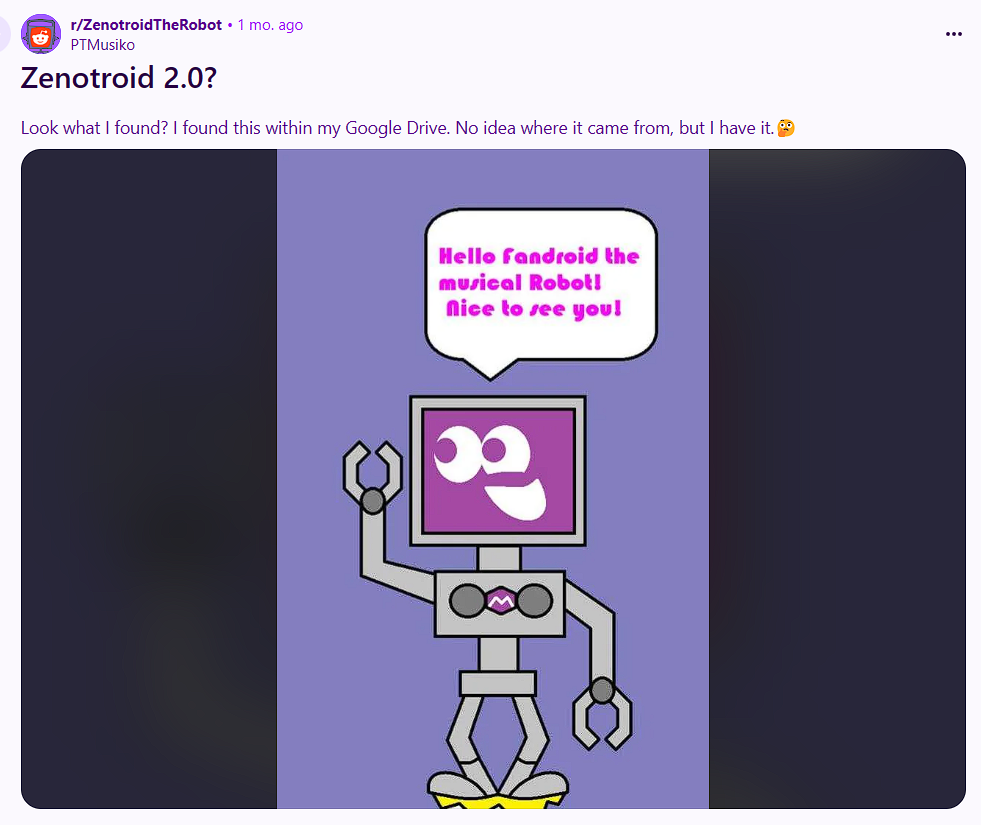 r/ZenotroidTheRobot • 1 mo. ago
PTMusiko
Zenotroid 2.0?
Look what I found? I found this within my Google Drive. No idea where it came from, but I have it.🤔
Hello Fandroid the
musical Robot!
Nice to see you!
M